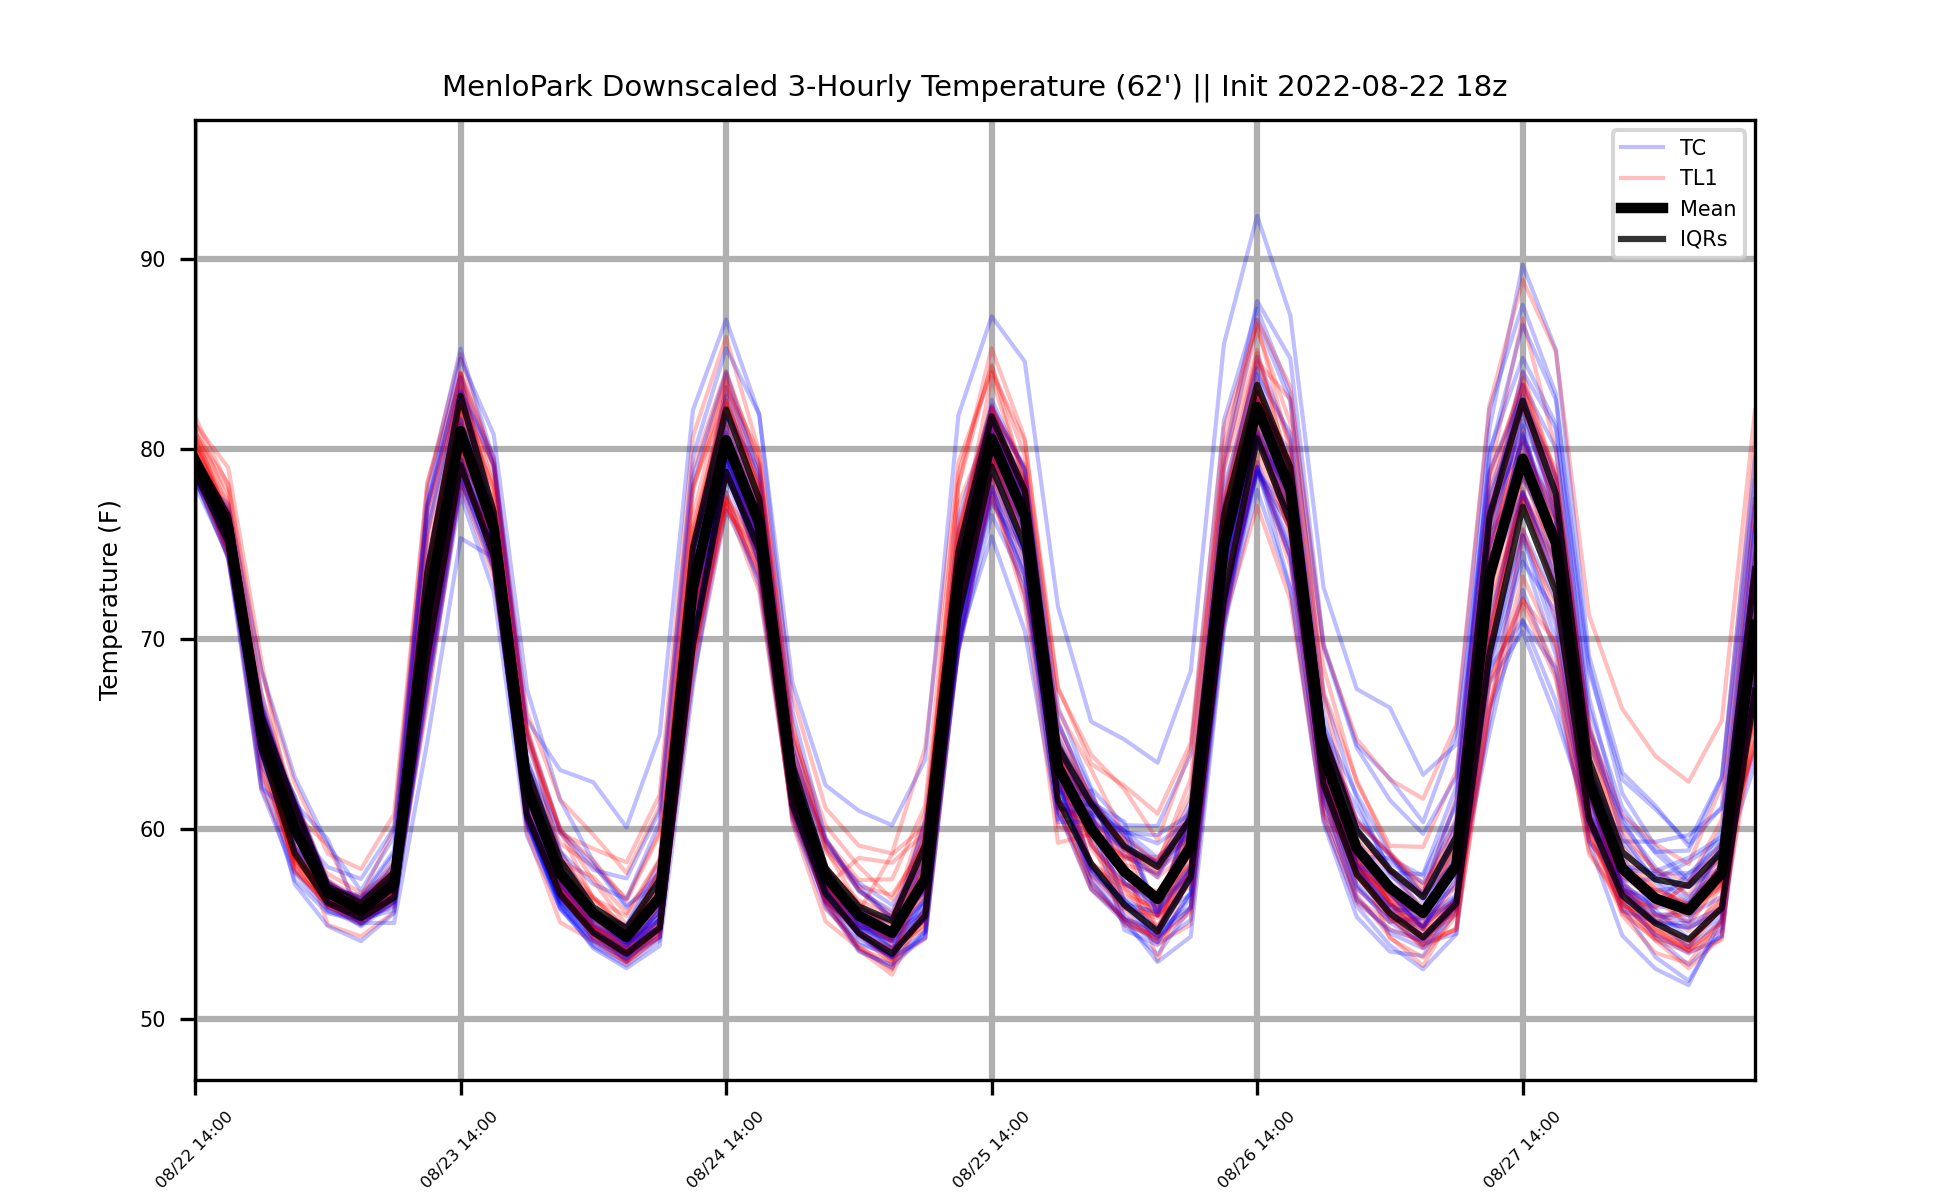 MenloPark Downscaled 3-Hourly Temperature (62') || Init 2022-08-22 18z
TC
TL1
Mean
IQRs
Temperature (F)
90
80
70
60
50
08/22 14:00
08/23 14:00
08/24 14:00
08/25 14:00
08/26 14:00
08/27 14:00